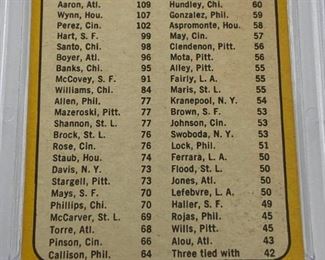 Aaron, Atl. 109 Hundley, Chi. 60
Wynn, Hou. 107 Gonzalez, Phil. 59
Perez, Cin. 102 Aspromonte, Hou. 58
Hart, S. F. 99 May, Cin. 57
Santo, Chi. 98 Clendenon, Pitt. 56
Boyer, Atl. 96 Mota, Pitt. 56
Banks, Chi. 95 Alley, Pitt. 55
McCovey, S. F. 91 Fairly, L. A. 55
Williams, Chi. 84 Maris, St. L. 55
Allen, Phil. 77 Kranepool, N. Y. 54
Mazeroski, Pitt. 77 Brown, S. F. 53
Shannon, St. L. 77 Johnson, Cin. 53
Brock, St. L. 76 Swoboda, N. Y. 53
Rose, Cin. 76 Lock, Phil. 51
Staub, Hou. 74 Ferrara, L. A. 50
Davis, N. Y. 73 Flood, St. L. 50
Stargell, Pitt. 73 Jones, Atl. 50
Mays, S. F. 70 Lefebvre, L. A. 50
Phillips, Chi. 70 Haller, S. F. 49
McCarver, St. L. 69 Rojas, Phil. 45
Torre, Atl. 68 Wills, Pitt. 45
Pinson, Cin. 66 Alou, Atl. 43
Callison, Phil. 64 Three tied with 42